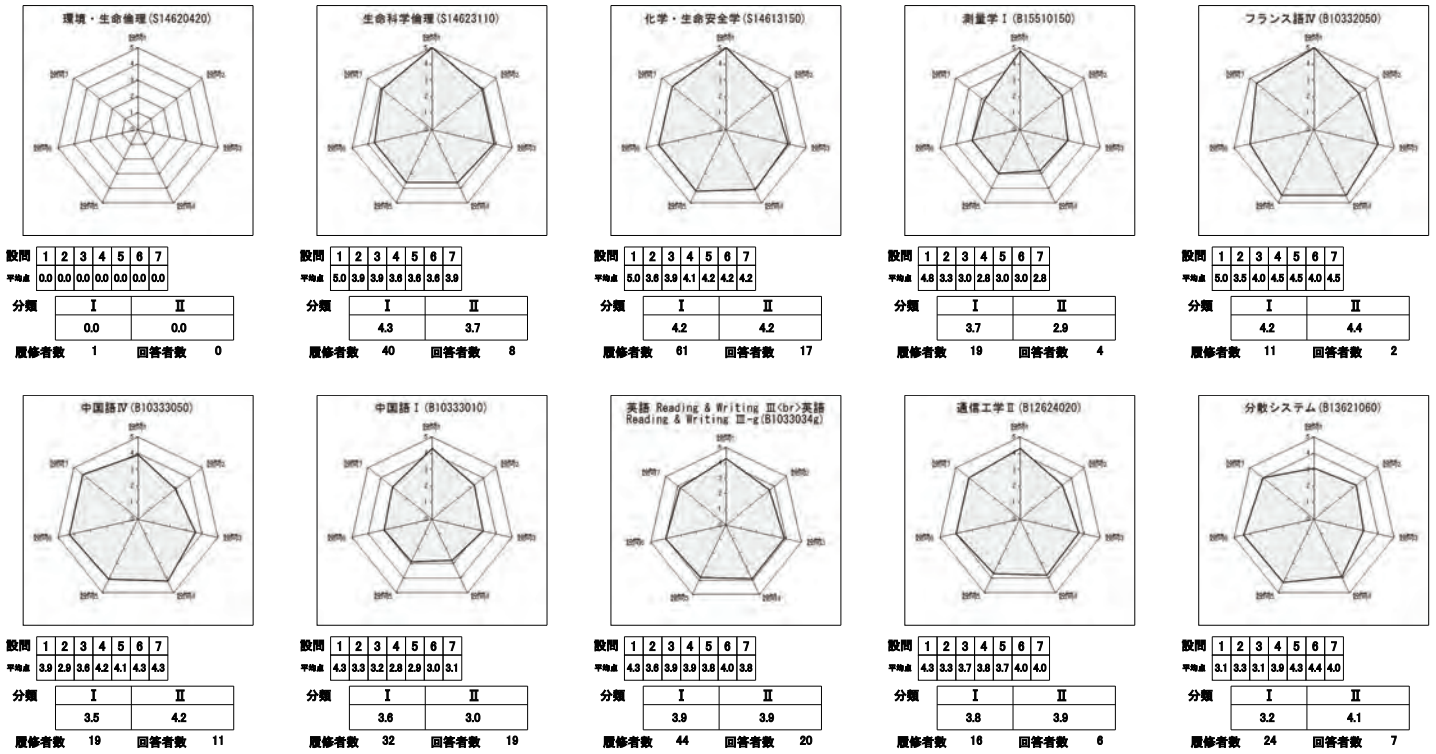 環境・生命倫理(S14620420)
設問 1 2 3 4 5 6 7
平均点 0.0 0.0 0.0 0.0 0.0 0.0 0.0
分類 Ⅰ Ⅱ
0.0 0.0
履修者数 1 回答者数 0
生命科学倫理(S14623110)
設問 1 2 3 4 5 6 7
平均点 5.0 3.9 3.9 3.6 3.6 3.6 3.9
分類 Ⅰ Ⅱ
4.3 3.7
履修者数 40 回答者数 8
化学・生命安全学(S14613150)
設問 1 2 3 4 5 6 7
平均点 5.0 3.6 3.9 4.1 4.2 4.2 4.2
分類 Ⅰ Ⅱ
4.2 4.2
履修者数 61 回答者数 17
測量学Ⅰ(B15510150)
設問 1 2 3 4 5 6 7
平均点 4.8 3.3 3.0 2.8 3.0 3.0 2.8
分類 Ⅰ Ⅱ
3.7 2.9
履修者数 19 回答者数 4
フランス語Ⅳ(B10332050)
設問 1 2 3 4 5 6 7
平均点 5.0 3.5 4.0 4.5 4.5 4.0 4.5
分類 Ⅰ Ⅱ
4.2 4.4
履修者数 11 回答者数 2
中国語Ⅳ(B10333050)
設問 1 2 3 4 5 6 7
平均点 3.9 2.9 3.6 4.2 4.1 4.3 4.3
分類 Ⅰ Ⅱ
3.5 4.2
履修者数 19 回答者数 11
中国語Ⅰ(B10333010)
設問 1 2 3 4 5 6 7
平均点 4.3 3.3 3.2 2.8 2.9 3.0 3.1
分類 Ⅰ Ⅱ
3.6 3.0
履修者数 32 回答者数 19
英語 Reading & Writing Ⅲ<br>英語
Reading & Writing Ⅲ-g(B1033034g)
設問 1 2 3 4 5 6 7
平均点 4.3 3.6 3.9 3.9 3.8 4.0 3.8
分類 Ⅰ Ⅱ
3.9 3.9
履修者数 44 回答者数 20
通信工学Ⅱ(B12624020)
設問 1 2 3 4 5 6 7
平均点 4.3 3.3 3.7 3.8 3.7 4.0 4.0
分類 Ⅰ Ⅱ
3.8 3.9
履修者数 16 回答者数 6
分散システム(B13621060)
設問 1 2 3 4 5 6 7
平均点 3.1 3.3 3.1 3.9 4.3 4.4 4.0
分類 Ⅰ Ⅱ
3.2 4.1
履修者数 24 回答者数 7